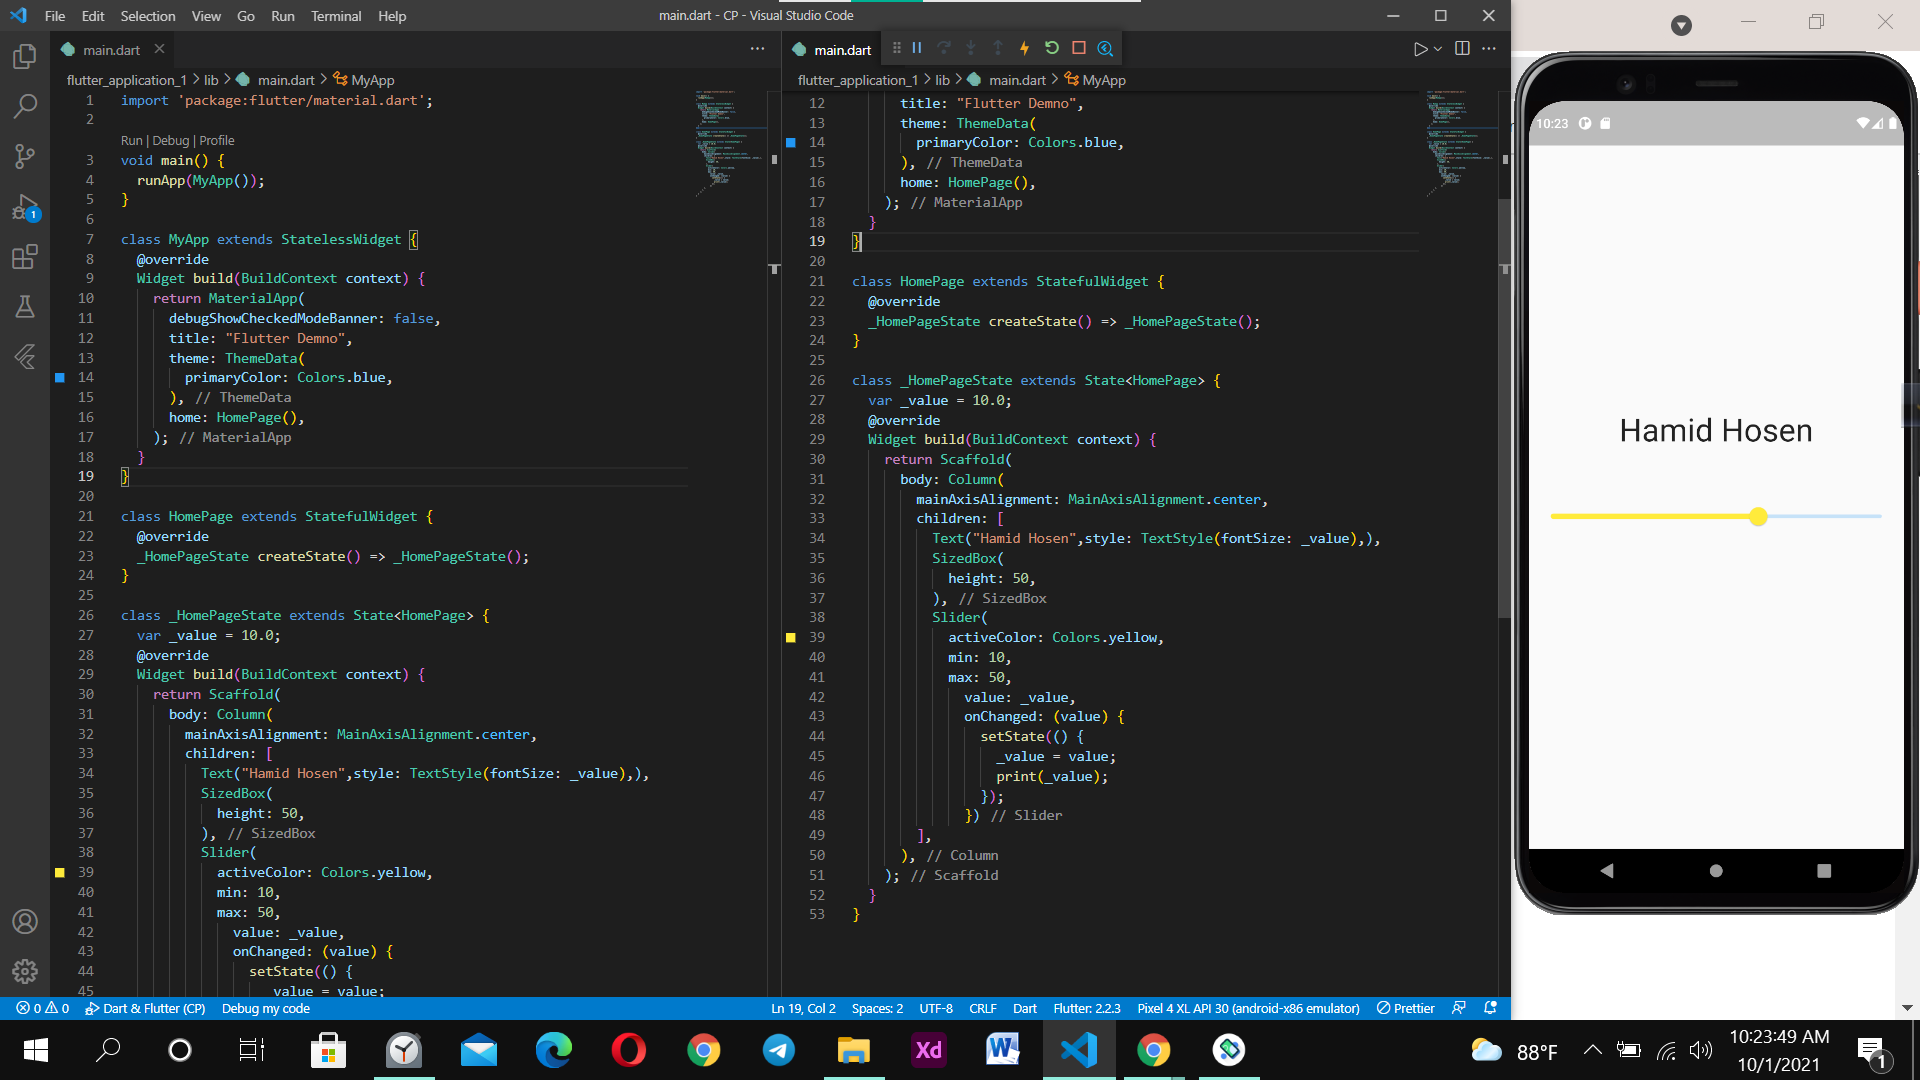 File Edit Selection View Go Run Terminal Help
main.dart - CP - Visual Studio Code
main.dart
flutter_application_1 > lib > main.dart > MyApp
1 import 'package:flutter/material.dart';
2
Run | Debug | Profile
3 void main() {
4 runApp(MyApp());
5 }
6
7 class MyApp extends StatelessWidget {
8 @override
9 Widget build(BuildContext context) {
10 return MaterialApp(
11 debugShowCheckedModeBanner: false,
12 title: "Flutter Demno",
13 theme: ThemeData(
14 primaryColor: Colors.blue,
15 ), // ThemeData
16 home: HomePage(),
17 ); // MaterialApp
18 }
19 }
20
21 class HomePage extends StatefulWidget {
22 @override
23 _HomePageState createState() => _HomePageState();
24 }
25
26 class _HomePageState extends State<HomePage> {
27 var _value = 10.0;
28 @override
29 Widget build(BuildContext context) {
30 return Scaffold(
31 body: Column(
32 mainAxisAlignment: MainAxisAlignment.center,
33 children: [
34 Text("Hamid Hosen",style: TextStyle(fontSize: _value),),
35 SizedBox(
36 height: 50,
37 ), // SizedBox
38 Slider(
39 activeColor: Colors.yellow,
40 min: 10,
41 max: 50,
42 value: _value,
43 onChanged: (value) {
44 setState(() {
45 _value = value;
main.dart
flutter_application_1 > lib > main.dart > MyApp
12 title: "Flutter Demno",
13 theme: ThemeData(
14 primaryColor: Colors.blue,
15 ), // ThemeData
16 home: HomePage(),
17 ); // MaterialApp
18 }
19 }
20
21 class HomePage extends StatefulWidget {
22 @override
23 _HomePageState createState() => _HomePageState();
24 }
25
26 class _HomePageState extends State<HomePage> {
27 var _value = 10.0;
28 @override
29 Widget build(BuildContext context) {
30 return Scaffold(
31 body: Column(
32 mainAxisAlignment: MainAxisAlignment.center,
33 children: [
34 Text("Hamid Hosen",style: TextStyle(fontSize: _value),),
35 SizedBox(
36 height: 50,
37 ), // SizedBox
38 Slider(
39 activeColor: Colors.yellow,
40 min: 10,
41 max: 50,
42 value: _value,
43 onChanged: (value) {
44 setState(() {
45 _value = value;
46 print(_value);
47 });
48 }) // Slider
49 ],
50 ), // Column
51 ); // Scaffold
52 }
53 }
10:23
Hamid Hosen
1
0 0 Dart & Flutter (CP) Debug my code Ln 19, Col 2 Spaces: 2 UTF-8 CRLF Dart Flutter: 2.2.3 Pixel 4 XL API 30 (android-x86 emulator) Prettier
Xd
W
88°F
10:23:49 AM
10/1/2021
1